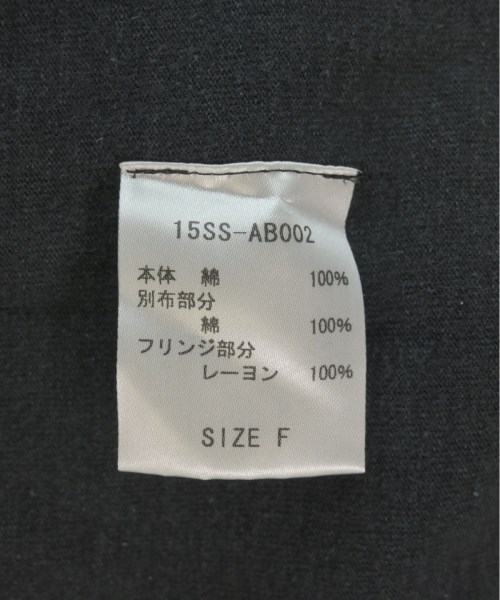 15SS-AB002
本体 綿 100%
別布部分
綿 100%
フリンジ部分
レーヨン 100%
SIZE F